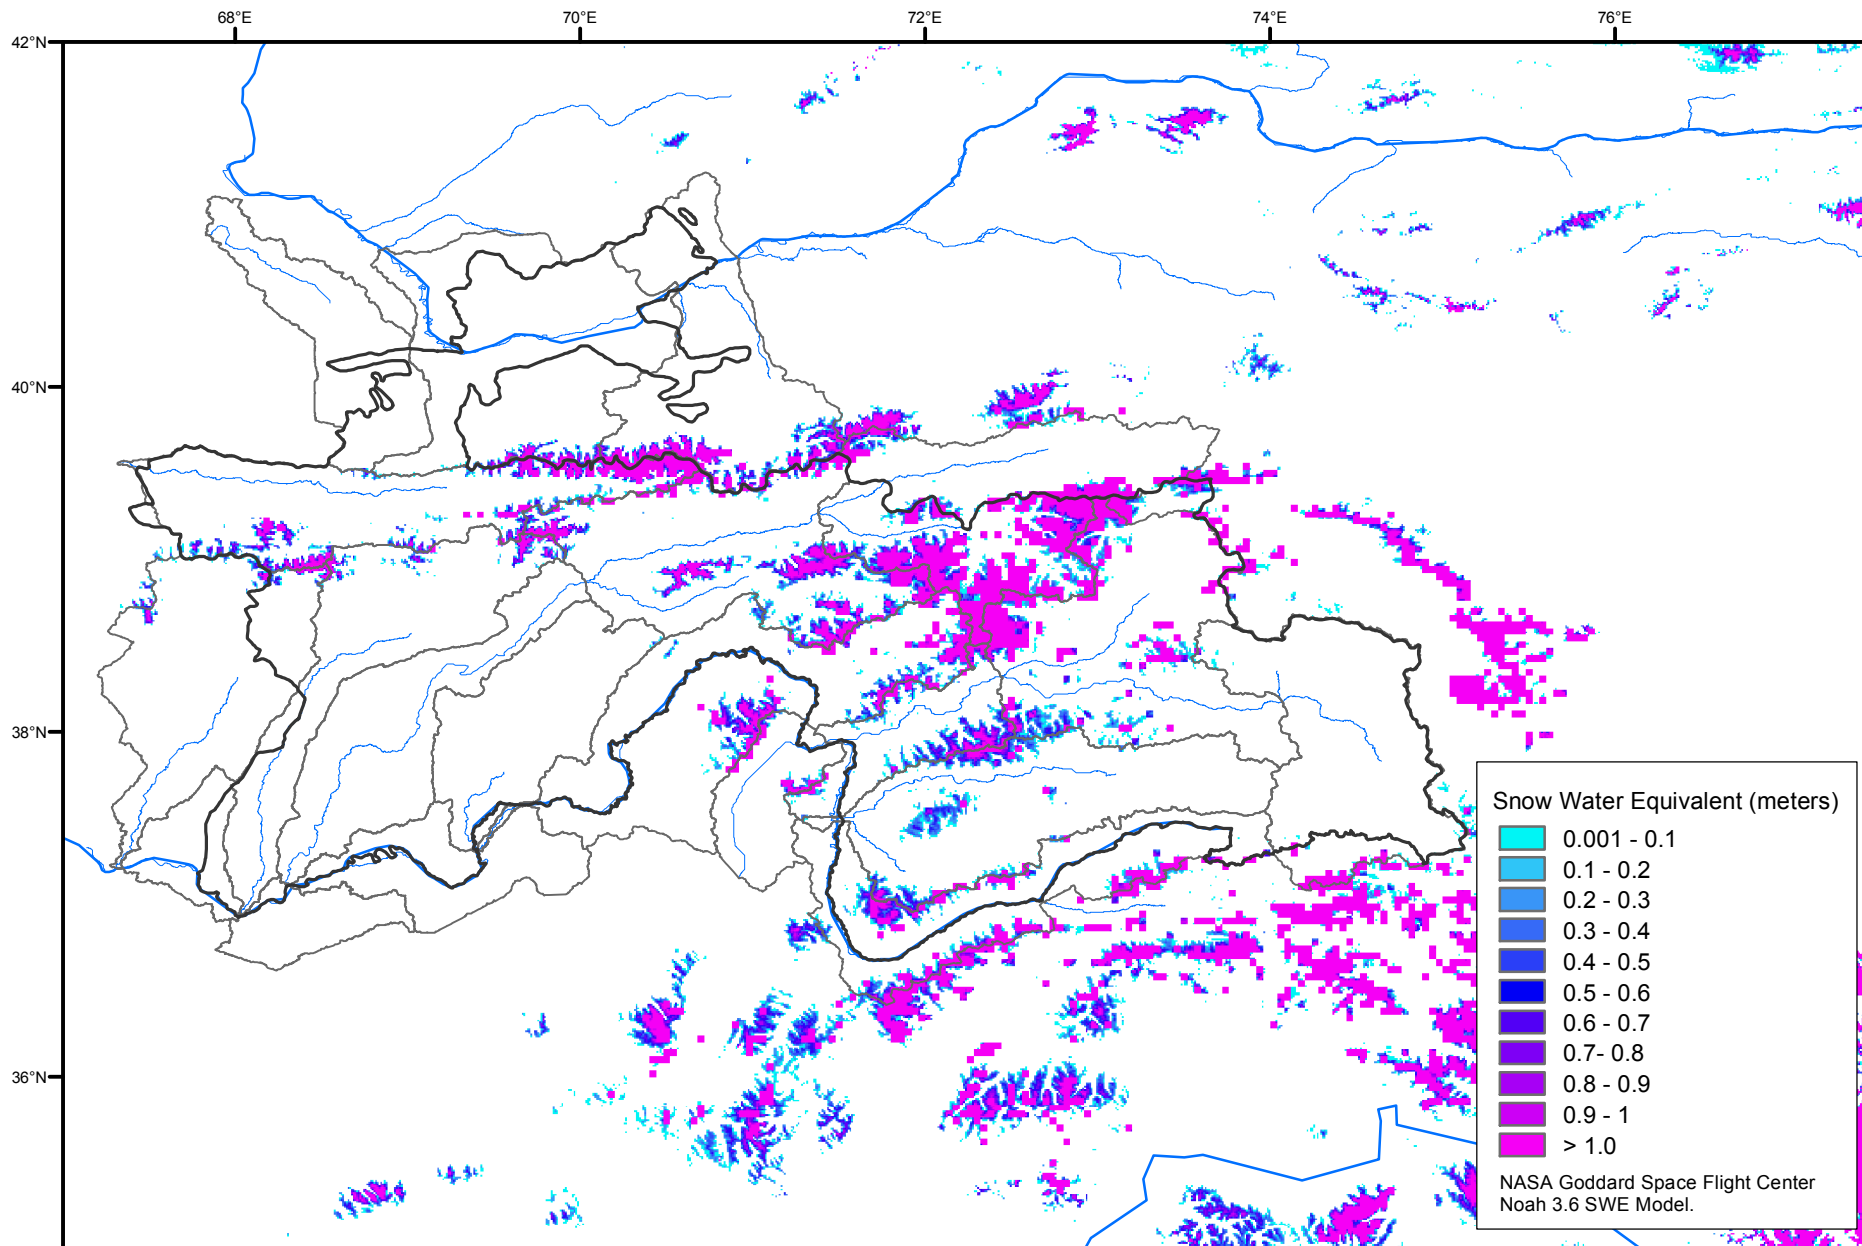 68°E 70°E 72°E 74°E 76°E
42°N
40°N
38°N
36°N
Snow Water Equivalent (meters)
0.001 - 0.1
0.1 - 0.2
0.2 - 0.3
0.3 - 0.4
0.4 - 0.5
0.5 - 0.6
0.6 - 0.7
0.7- 0.8
0.8 - 0.9
0.9 - 1
> 1.0
NASA Goddard Space Flight Center
Noah 3.6 SWE Model.